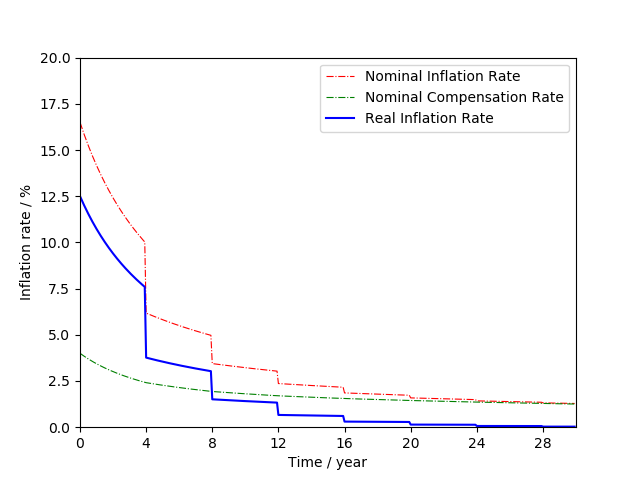 20.0
17.5
15.0
12.5
10.0
7.5
5.0
2.5
0.0
Inflation rate / %
Nominal Inflation Rate
Nominal Compensation Rate
Real Inflation Rate
0 4 8 12 16 20 24 28
Time / year